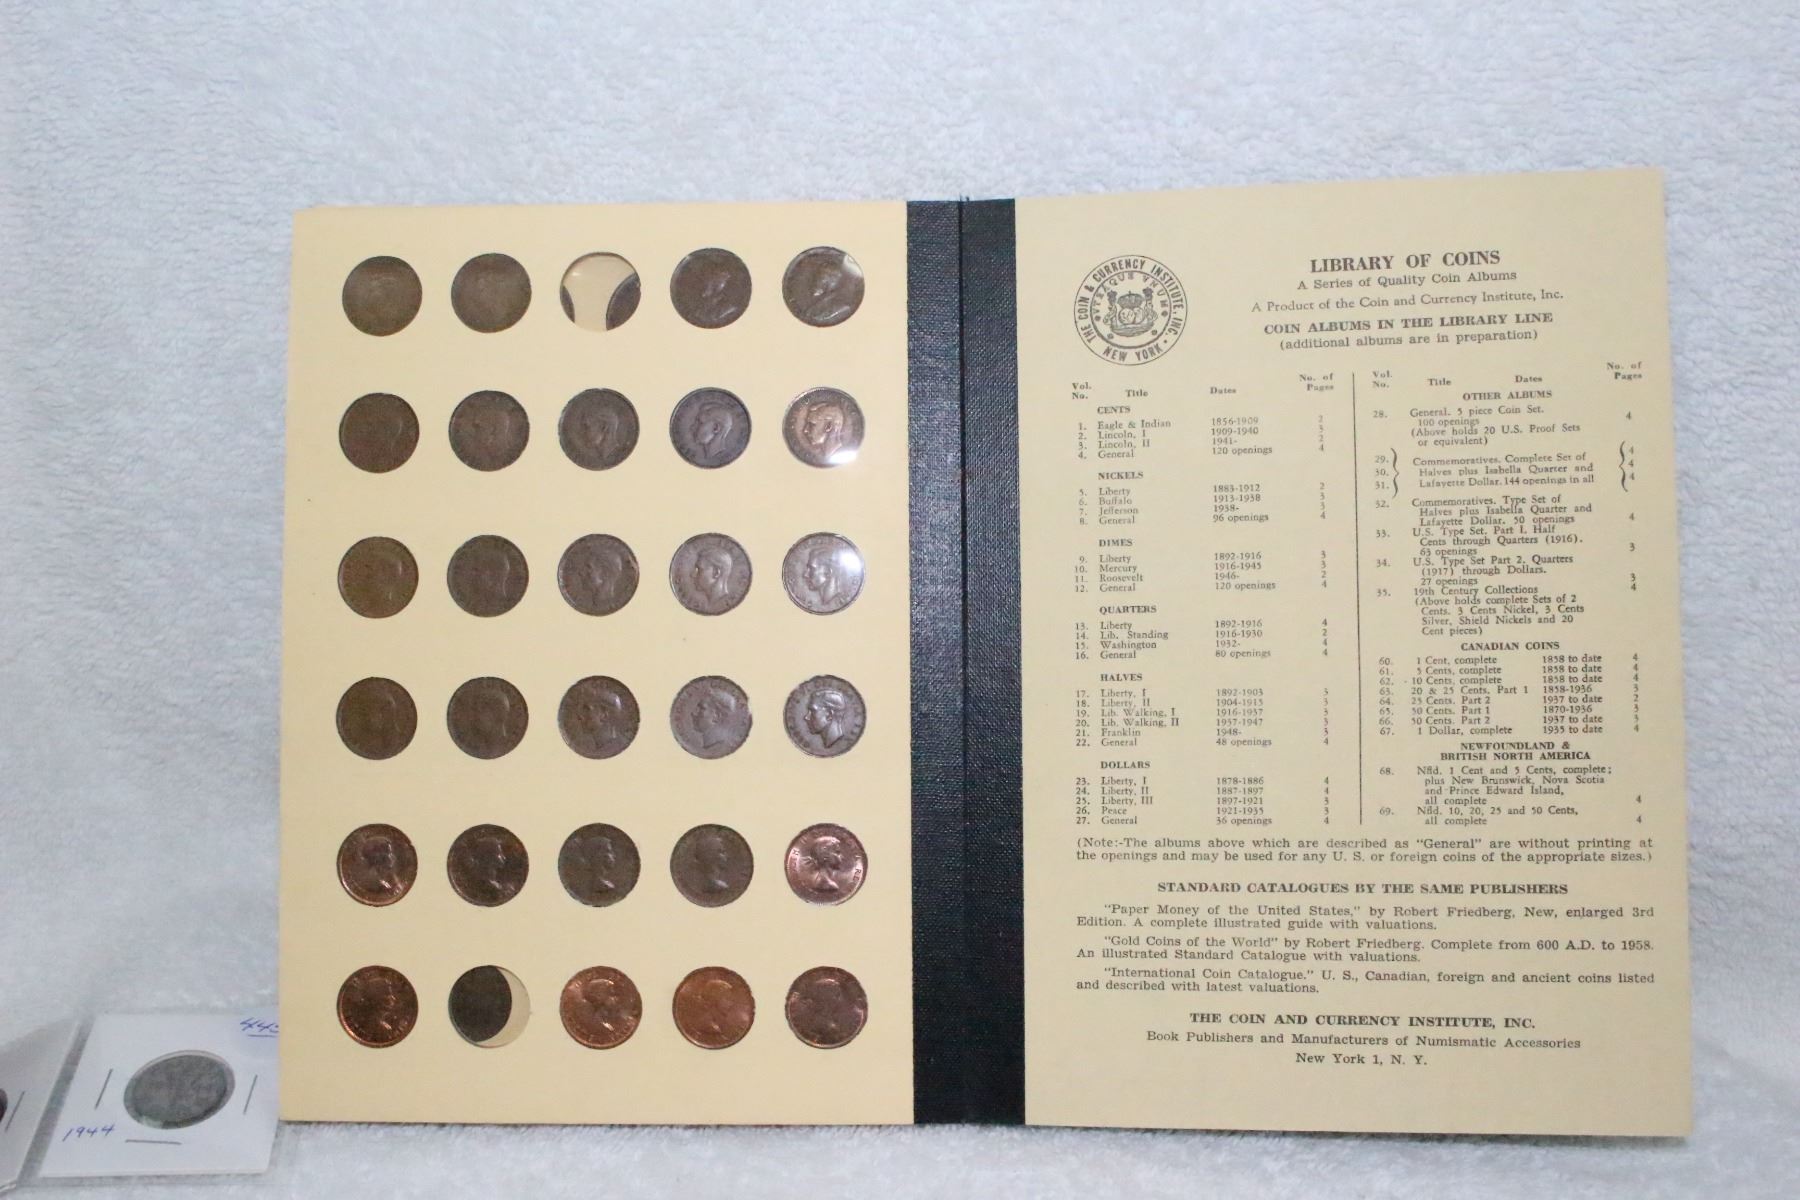 THE COIN & CURRENCY INSTITUTE, INC.
NEW YORK
UTRAQUE UNUM
LIBRARY OF COINS
A Series of Quality Coin Albums
A Product of the Coin and Currency Institute, Inc.
COIN ALBUMS IN THE LIBRARY LINE
(additional albums are in preparation)
Vol. No. Title Dates No. of Pages
CENTS
1. Eagle & Indian 1856-1909 2
2. Lincoln, I 1909-1940 3
3. Lincoln, II 1941- 2
4. General 120 openings 4
NICKELS
5. Liberty 1883-1912 2
6. Buffalo 1913-1938 3
7. Jefferson 1938- 3
8. General 96 openings 4
DIMES
9. Liberty 1892-1916 3
10. Mercury 1916-1945 3
11. Roosevelt 1946- 2
12. General 120 openings 4
QUARTERS
13. Liberty 1892-1916 4
14. Lib. Standing 1916-1930 2
15. Washington 1932- 4
16. General 80 openings 4
HALVES
17. Liberty, I 1892-1903 3
18. Liberty, II 1904-1915 3
19. Lib. Walking, I 1916-1937 3
20. Lib. Walking, II 1937-1947 3
21. Franklin 1948- 3
22. General 48 openings 4
DOLLARS
23. Liberty, I 1878-1886 4
24. Liberty, II 1887-1897 4
25. Liberty, III 1897-1921 3
26. Peace 1921-1935 3
27. General 36 openings 4
Vol. No. Title Dates No. of Pages
OTHER ALBUMS
28. General. 5 piece Coin Set.
100 openings 4
(Above holds 20 U.S. Proof Sets
or equivalent)
29. Commemoratives. Complete Set of 4
30. Halves plus Isabella Quarter and 4
31. Lafayette Dollar. 144 openings in all 4
32. Commemoratives. Type Set of
Halves plus Isabella Quarter and
Lafayette Dollar. 50 openings 4
33. U.S. Type Set. Part I. Half
Cents through Quarters (1916).
63 openings 3
34. U.S. Type Set Part 2. Quarters
(1917) through Dollars.
27 openings 3
35. 19th Century Collections 4
(Above holds complete Sets of 2
Cents. 3 Cents Nickel, 3 Cents
Silver, Shield Nickels and 20
Cent pieces)
CANADIAN COINS
60. 1 Cent, complete 1858 to date 4
61. 5 Cents, complete 1858 to date 4
62. 10 Cents, complete 1858 to date 4
63. 20 & 25 Cents. Part 1 1858-1936 3
64. 25 Cents. Part 2 1937 to date 2
65. 50 Cents. Part 1 1870-1936 3
66. 50 Cents. Part 2 1937 to date 3
67. 1 Dollar, complete 1935 to date 4
NEWFOUNDLAND &
BRITISH NORTH AMERICA
68. Nfld. 1 Cent and 5 Cents, complete;
plus New Brunswick, Nova Scotia
and Prince Edward Island,
all complete 4
69. Nfld. 10, 20, 25 and 50 Cents,
all complete 4
(Note:-The albums above which are described as "General" are without printing at
the openings and may be used for any U. S. or foreign coins of the appropriate sizes.)
STANDARD CATALOGUES BY THE SAME PUBLISHERS
"Paper Money of the United States," by Robert Friedberg, New, enlarged 3rd
Edition. A complete illustrated guide with valuations.
"Gold Coins of the World" by Robert Friedberg. Complete from 600 A.D. to 1958.
An illustrated Standard Catalogue with valuations.
"International Coin Catalogue." U. S., Canadian, foreign and ancient coins listed
and described with latest valuations.
THE COIN AND CURRENCY INSTITUTE, INC.
Book Publishers and Manufacturers of Numismatic Accessories
New York 1, N. Y.
1944